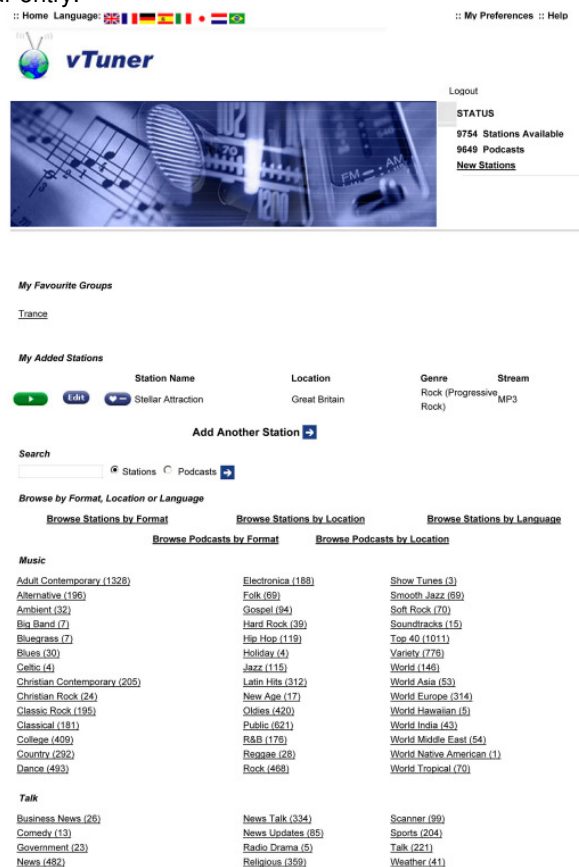 :: Home Language:
:: My Preferences :: Help
vTuner
Logout
STATUS
9754 Stations Available
9649 Podcasts
New Stations
102
1200
FM AM
My Favourite Groups
Trance
My Added Stations
Station Name Location Genre Stream
Edit Stellar Attraction Great Britain Rock (Progressive Rock) MP3
Add Another Station
Search
Stations Podcasts
Browse by Format, Location or Language
Browse Stations by Format Browse Stations by Location Browse Stations by Language
Browse Podcasts by Format Browse Podcasts by Location
Music
Adult Contemporary (1328) Electronica (188) Show Tunes (3)
Alternative (196) Folk (69) Smooth Jazz (69)
Ambient (32) Gospel (94) Soft Rock (70)
Big Band (7) Hard Rock (39) Soundtracks (15)
Bluegrass (7) Hip Hop (119) Top 40 (1011)
Blues (30) Holiday (4) Variety (776)
Celtic (4) Jazz (115) World (146)
Christian Contemporary (205) Latin Hits (312) World Asia (53)
Christian Rock (24) New Age (17) World Europe (314)
Classic Rock (195) Oldies (420) World Hawaiian (5)
Classical (181) Public (621) World India (43)
College (409) R&B (176) World Middle East (54)
Country (292) Reggae (28) World Native American (1)
Dance (493) Rock (468) World Tropical (70)
Talk
Business News (26) News Talk (334) Scanner (99)
Comedy (13) News Updates (85) Sports (204)
Government (23) Radio Drama (5) Talk (221)
News (482) Religious (359) Weather (41)